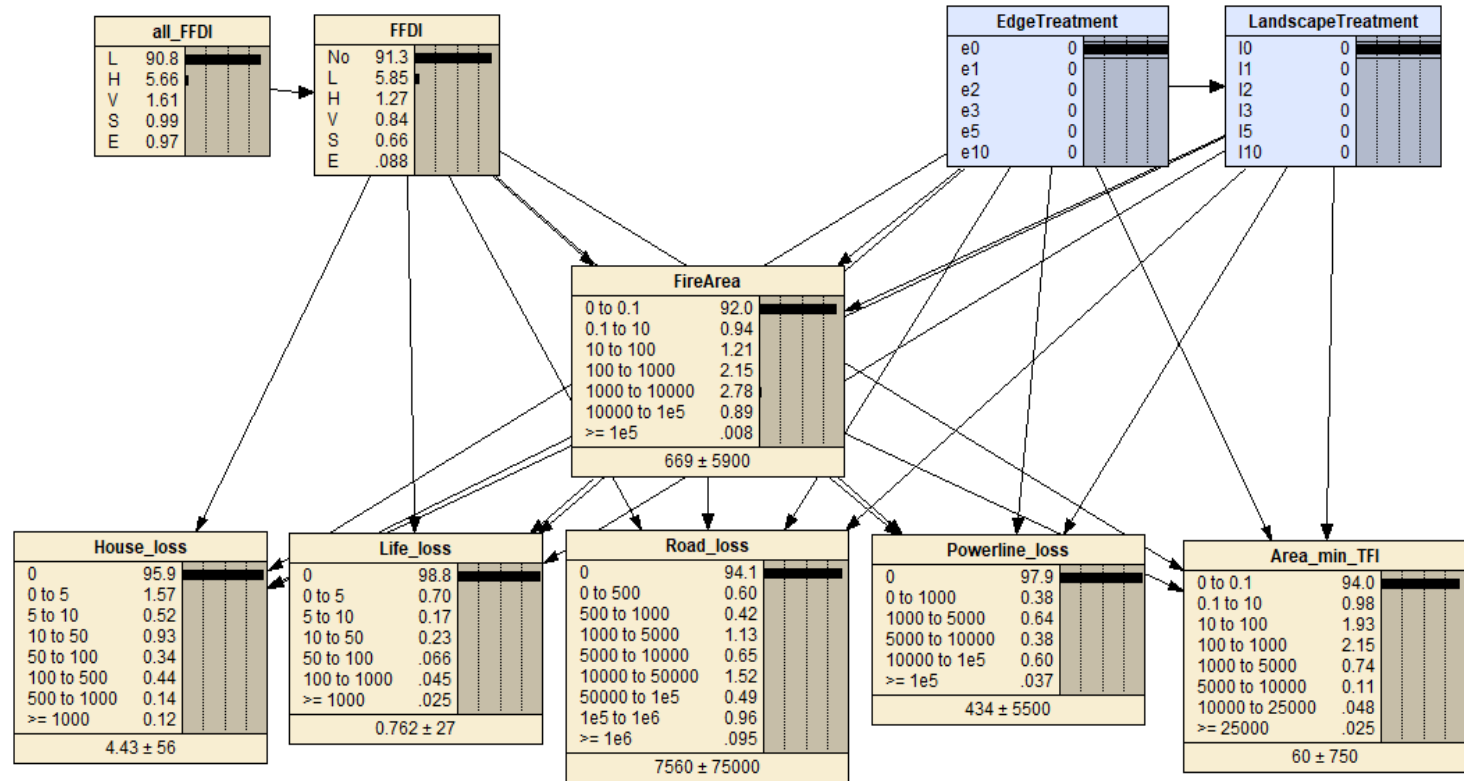 all_FFDI
L 90.8
H 5.66
V 1.61
S 0.99
E 0.97
FFDI
No 91.3
L 5.85
H 1.27
V 0.84
S 0.66
E .088
EdgeTreatment
e0 0
e1 0
e2 0
e3 0
e5 0
e10 0
LandscapeTreatment
l0 0
l1 0
l2 0
l3 0
l5 0
l10 0
FireArea
0 to 0.1 92.0
0.1 to 10 0.94
10 to 100 1.21
100 to 1000 2.15
1000 to 10000 2.78
10000 to 1e5 0.89
>= 1e5 .008
669 ± 5900
House_loss
0 95.9
0 to 5 1.57
5 to 10 0.52
10 to 50 0.93
50 to 100 0.34
100 to 500 0.44
500 to 1000 0.14
>= 1000 0.12
4.43 ± 56
Life_loss
0 98.8
0 to 5 0.70
5 to 10 0.17
10 to 50 0.23
50 to 100 .066
100 to 1000 .045
>= 1000 .025
0.762 ± 27
Road_loss
0 94.1
0 to 500 0.60
500 to 1000 0.42
1000 to 5000 1.13
5000 to 10000 0.65
10000 to 50000 1.52
50000 to 1e5 0.49
1e5 to 1e6 0.96
>= 1e6 .095
7560 ± 75000
Powerline_loss
0 97.9
0 to 1000 0.38
1000 to 5000 0.64
5000 to 10000 0.38
10000 to 1e5 0.60
>= 1e5 .037
434 ± 5500
Area_min_TFI
0 to 0.1 94.0
0.1 to 10 0.98
10 to 100 1.93
100 to 1000 2.15
1000 to 5000 0.74
5000 to 10000 0.11
10000 to 25000 .048
>= 25000 .025
60 ± 750